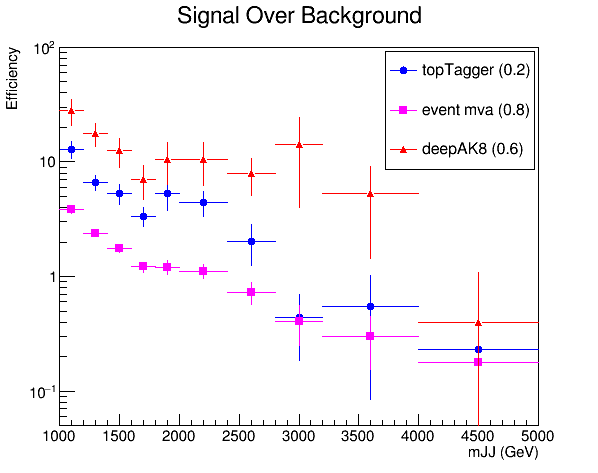 Signal Over Background
Efficiency
10²
10
1
10⁻¹
topTagger (0.2)
event mva (0.8)
deepAK8 (0.6)
1000 1500 2000 2500 3000 3500 4000 4500 5000
mJJ (GeV)